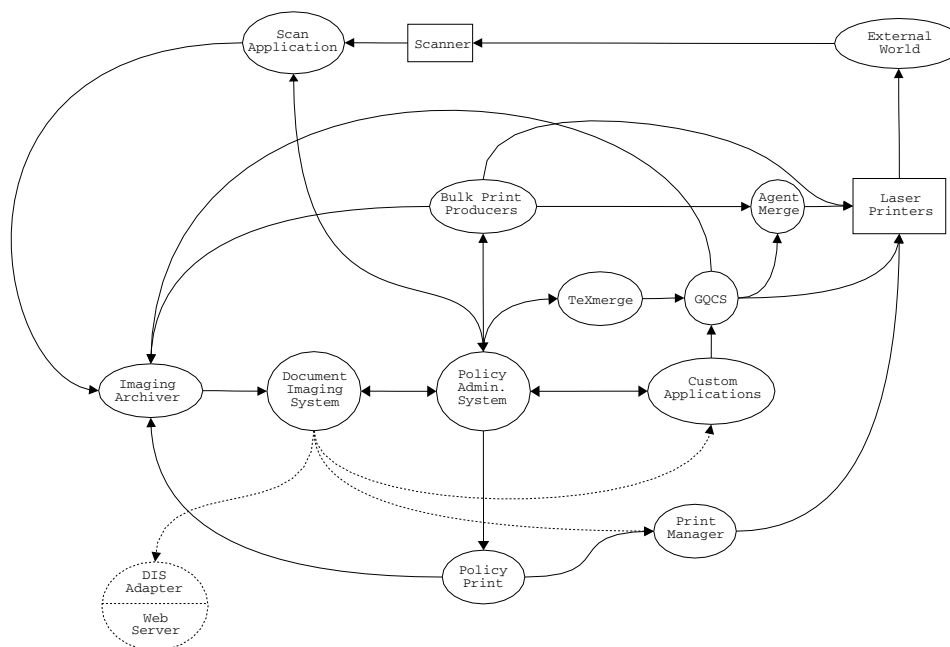 Scan
Application
Scanner
External
World
Bulk Print
Producers
Agent
Merge
Laser
Printers
TeXmerge
GQCS
Imaging
Archiver
Document
Imaging
System
Policy
Admin.
System
Custom
Applications
Print
Manager
Policy
Print
DIS
Adapter
Web
Server